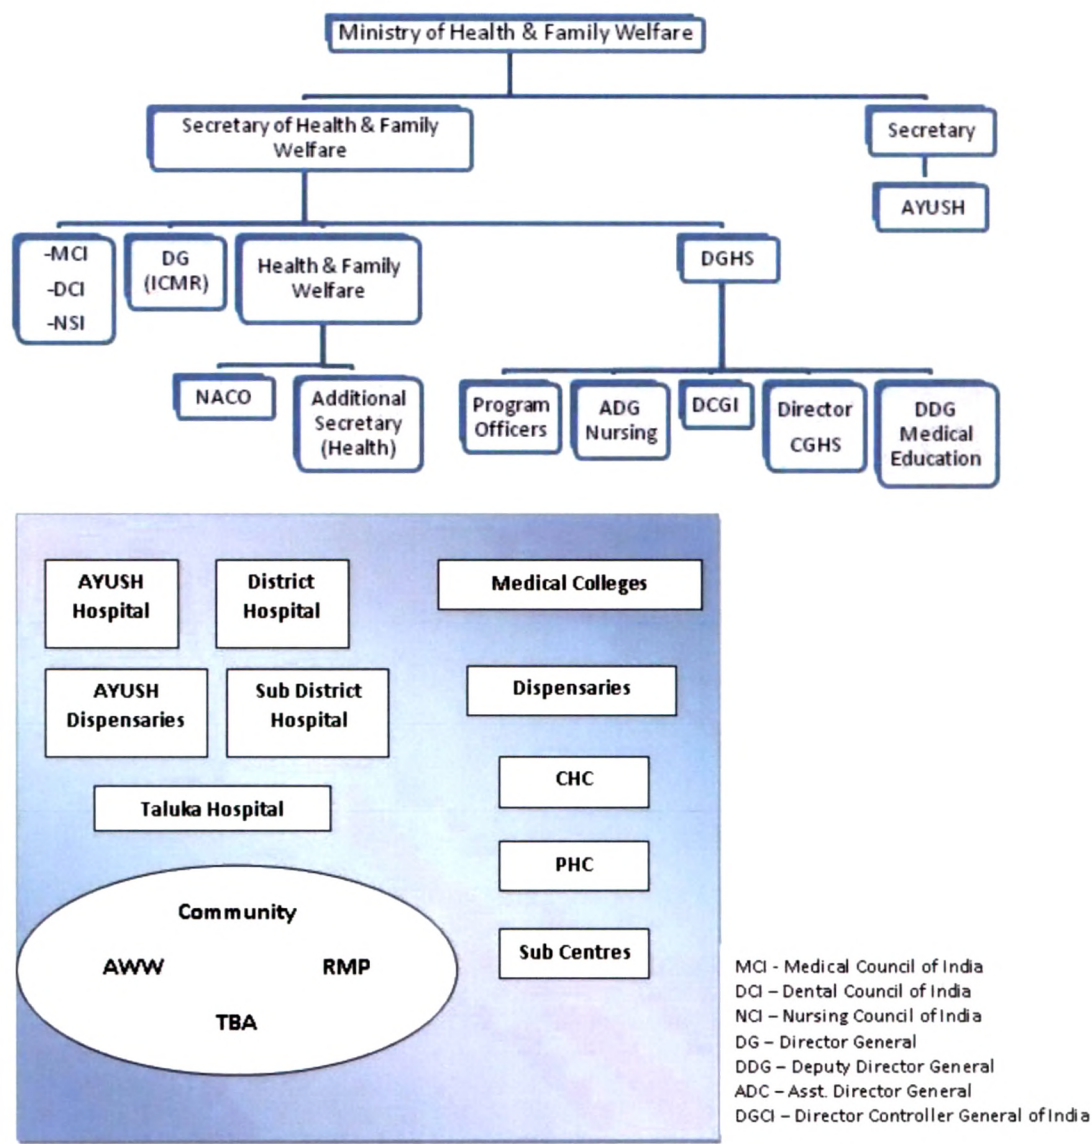 Ministry of Health & Family Welfare
Secretary of Health & Family
Welfare
Secretary
AYUSH
-MCI
-DCI
-NSI
DG
(ICMR)
Health & Family
Welfare
DGHS
NACO
Additional
Secretary
(Health)
Program
Officers
ADG
Nursing
DCGI
Director
CGHS
DDG
Medical
Education
AYUSH
Hospital
District
Hospital
Medical Colleges
AYUSH
Dispensaries
Sub District
Hospital
Dispensaries
CHC
Taluka Hospital
PHC
Community
AWW
RMP
TBA
Sub Centres
MCI - Medical Council of India
DCI – Dental Council of India
NCI – Nursing Council of India
DG – Director General
DDG – Deputy Director General
ADC – Asst. Director General
DGCI – Director Controller General of India